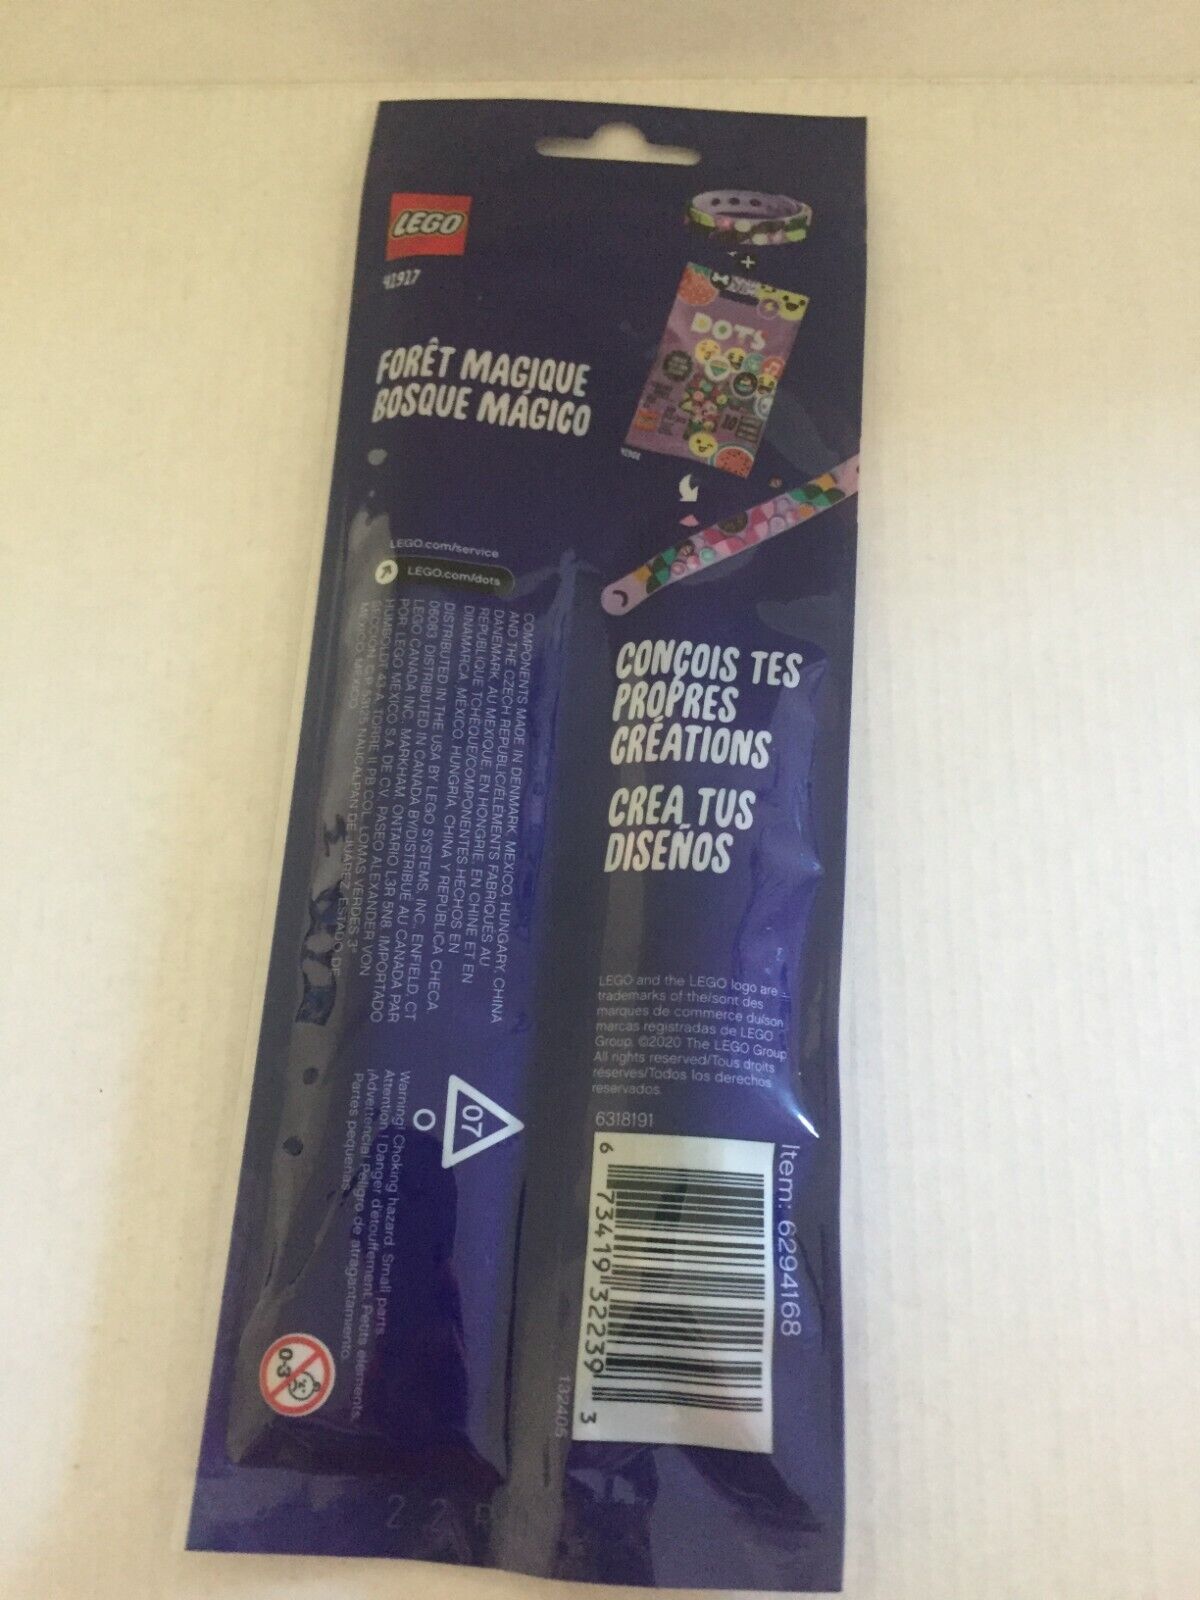 LEGO
41917
FORÊT MAGIQUE
BOSQUE MÁGICO
DOTS
LEGO.com/service
LEGO.com/dots
COMPONENTS MADE IN DENMARK, MEXICO, HUNGARY, CHINA
AND THE CZECH REPUBLIC/ÉLÉMENTS FABRIQUÉS AU
DANEMARK, AU MEXIQUE, EN HONGRIE, EN CHINE ET EN
RÉPUBLIQUE TCHÈQUE/COMPONENTES HECHOS EN
DINAMARCA, MÉXICO, HUNGRÍA, CHINA Y REPÚBLICA CHECA
DISTRIBUTED IN THE USA BY LEGO SYSTEMS, INC., ENFIELD, CT
06083 DISTRIBUTED IN CANADA BY/DISTRIBUÉ AU CANADA PAR
LEGO CANADA INC., MARKHAM, ONTARIO, L3R 5N8. IMPORTADO
POR: LEGO MEXICO S.A. DE C.V., PASEO ALEXANDER VON
HUMBOLDT 43-A, TORRE II PB COL. LOMAS VERDES 3ª
SECCIÓN, C.P. 53125 NAUCALPAN DE JUÁREZ, ESTADO DE
MÉXICO, MÉXICO
CONÇOIS TES
PROPRES
CRÉATIONS
CREA TUS
DISEÑOS
LEGO and the LEGO logo are
trademarks of the/sont des
marques de commerce du/son
marcas registradas de LEGO
Group. ©2020 The LEGO Group.
All rights reserved/Tous droits
réservés/Todos los derechos
reservados.
6318191
Item: 6294168
6 73419 32239 3
132406
07
Warning! Choking hazard. Small parts.
Attention ! Danger d'étouffement. Petits éléments.
¡Advertencia! Peligro de atragantamiento.
Partes pequeñas.
0-3